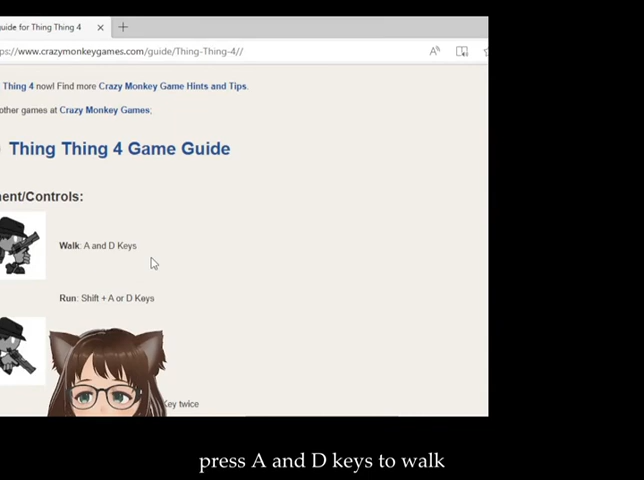 uide for Thing Thing 4
ps://www.crazymonkeygames.com/guide/Thing-Thing-4//
Thing 4 now! Find more Crazy Monkey Game Hints and Tips.
other games at Crazy Monkey Games;
Thing Thing 4 Game Guide
ent/Controls:
Walk: A and D Keys
Run: Shift + A or D Keys
Key twice
press A and D keys to walk